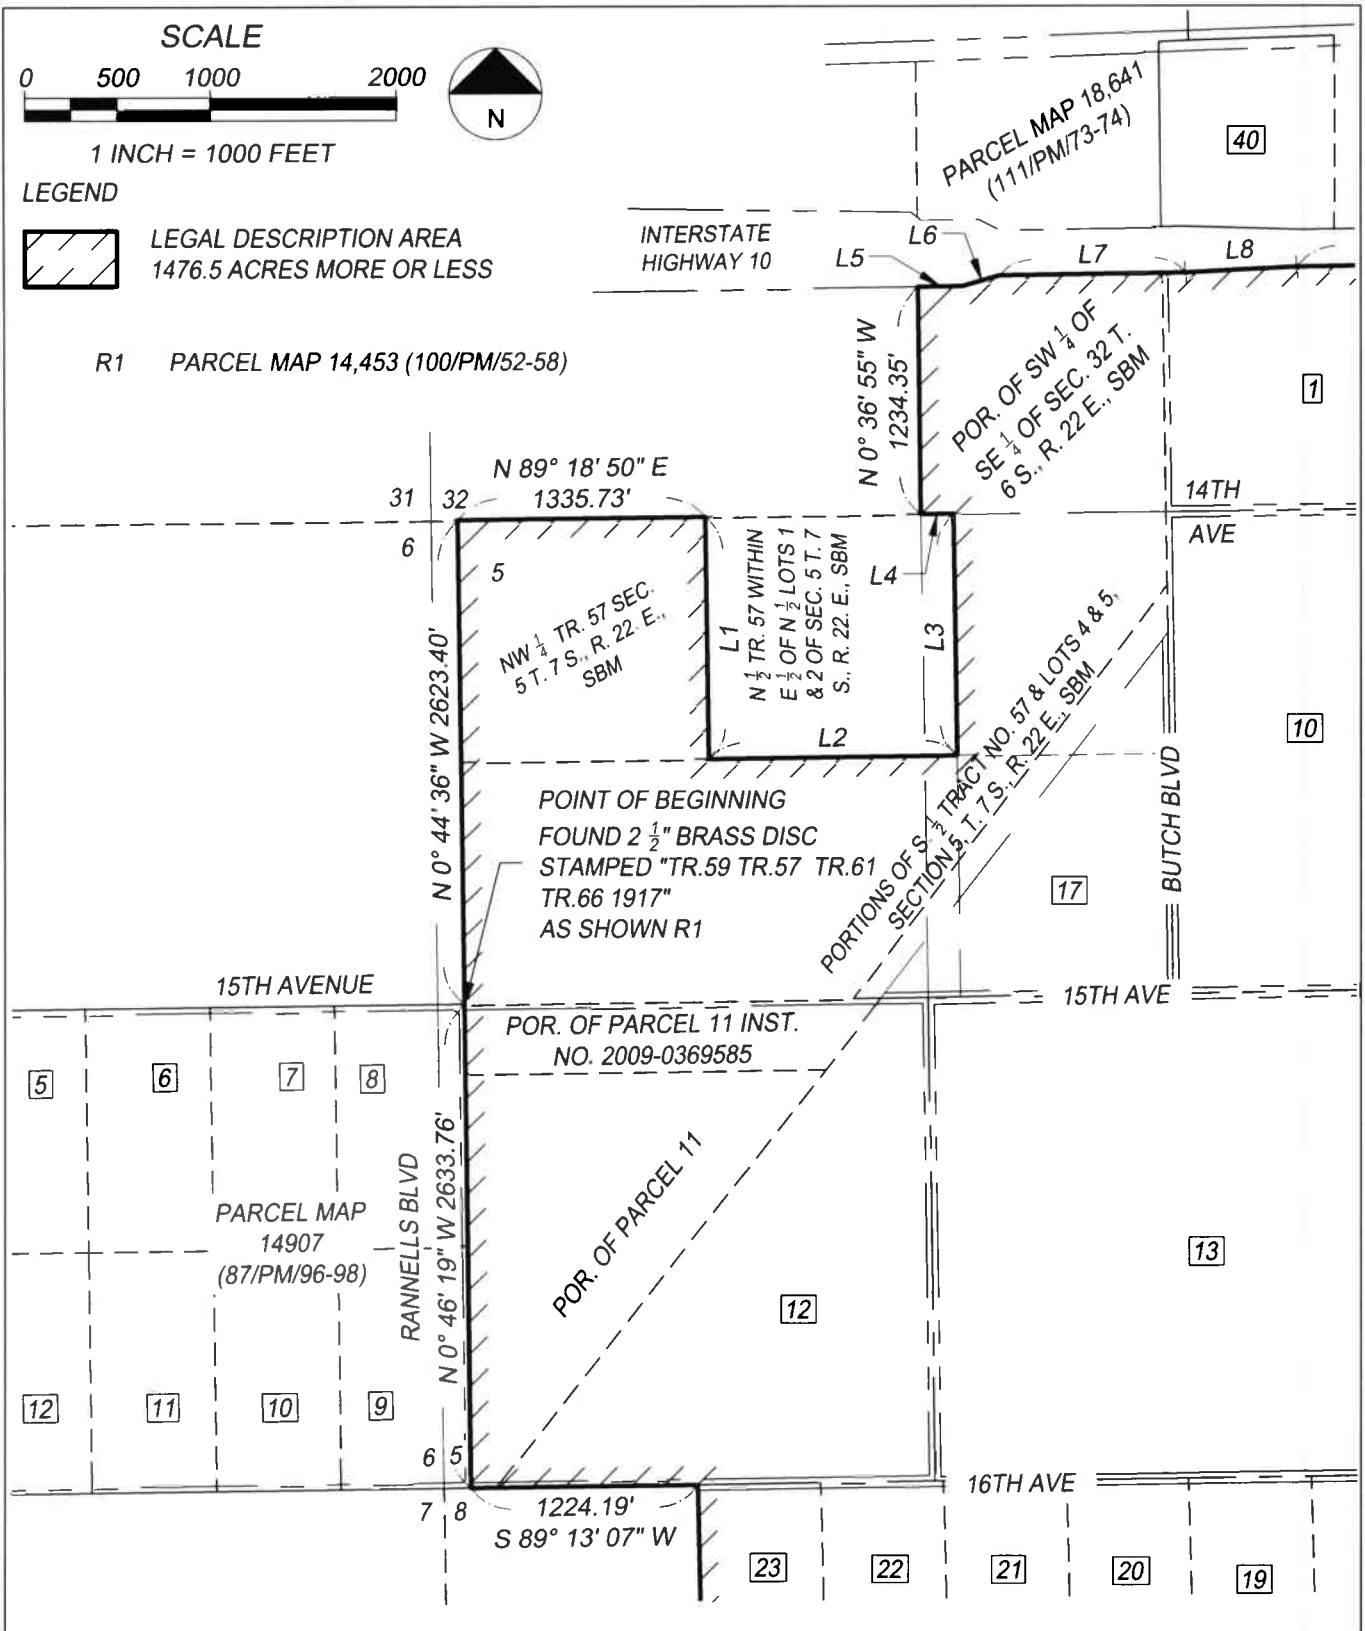 SCALE
0 500 1000 2000
N
1 INCH = 1000 FEET
LEGEND
LEGAL DESCRIPTION AREA
1476.5 ACRES MORE OR LESS
R1 PARCEL MAP 14,453 (100/PM/52-58)
PARCEL MAP 18,641
(111/PM/73-74)
40
INTERSTATE
HIGHWAY 10
L5
L6
L7
L8
N 0° 36' 55" W
1234.35'
POR. OF SW 1/4 OF
SE 1/4 OF SEC. 32 T.
6 S., R. 22 E., SBM
1
N 89° 18' 50" E
1335.73'
31 32
6
5
14TH
AVE
NW 1/4 TR. 57 SEC.
5 T. 7 S., R. 22. E.,
SBM
L1
N 1/2 TR. 57 WITHIN
E 1/2 OF N 1/2 LOTS 1
& 2 OF SEC. 5 T. 7
S., R. 22. E., SBM
L4
L3
L2
N 0° 44' 36" W 2623.40'
POINT OF BEGINNING
FOUND 2 1/2" BRASS DISC
STAMPED "TR.59 TR.57 TR.61
TR.66 1917"
AS SHOWN R1
PORTIONS OF S. 1/2 TRACT NO. 57 & LOTS 4 & 5,
SECTION 5, T. 7 S., R. 22 E., SBM
10
BUTCH BLVD
17
15TH AVENUE
15TH AVE
POR. OF PARCEL 11 INST.
NO. 2009-0369585
5
6
7
8
RANNELLS BLVD
N 0° 46' 19" W 2633.76'
PARCEL MAP
14907
(87/PM/96-98)
POR. OF PARCEL 11
12
13
12
11
10
9
6 5
7 8
16TH AVE
1224.19'
S 89° 13' 07" W
23
22
21
20
19